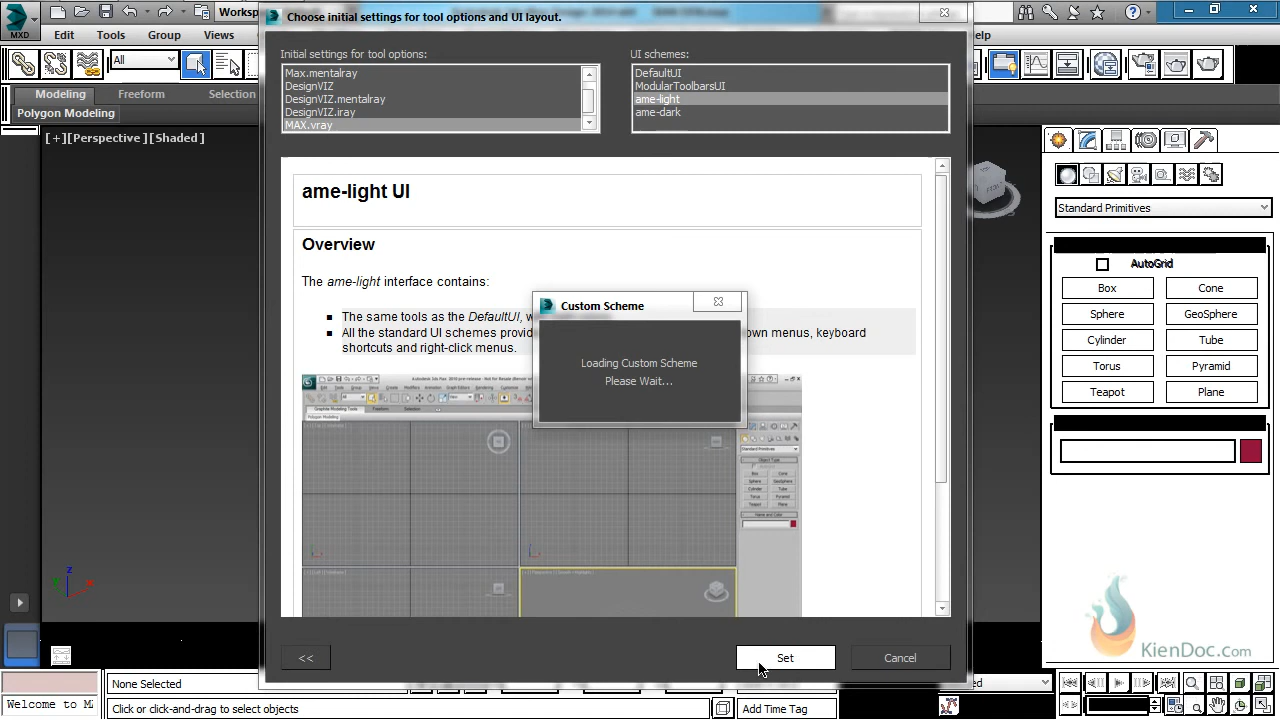 Choose initial settings for tool options and UI layout.
MXD
Edit
Tools
Group
Views
elp
Initial settings for tool options:
UI schemes:
All
Max.mentalray
DesignVIZ
DesignVIZ.mentalray
DesignVIZ.iray
MAX.vray
DefaultUI
ModularToolbarsUI
ame-light
ame-dark
Modeling
Freeform
Selection
Polygon Modeling
[+][Perspective][Shaded]
ame-light UI
Overview
The ame-light interface contains:
The same tools as the DefaultUI, w
All the standard UI schemes provid
own menus, keyboard
shortcuts and right-click menus.
Custom Scheme
Loading Custom Scheme
Please Wait...
Standard Primitives
AutoGrid
Box
Cone
Sphere
GeoSphere
Cylinder
Tube
Torus
Pyramid
Teapot
Plane
<<
Set
Cancel
KienDoc.com
None Selected
Welcome to M
Click or click-and-drag to select objects
Add Time Tag